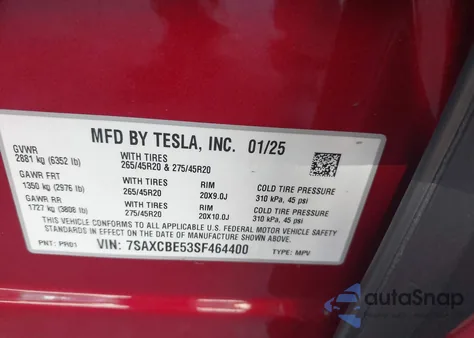 MFD BY TESLA, INC. 01/25
GVWR
2881 kg (6352 lb)
WITH TIRES
265/45R20 & 275/45R20
GAWR FRT
1350 kg (2976 lb)
WITH TIRES
265/45R20
RIM
20X9.0J
COLD TIRE PRESSURE
310 kPa, 45 psi
GAWR RR
1727 kg (3808 lb)
WITH TIRES
275/45R20
RIM
20X10.0J
COLD TIRE PRESSURE
310 kPa, 45 psi
THIS VEHICLE CONFORMS TO ALL APPLICABLE FEDERAL MOTOR VEHICLE SAFETY
STANDARDS IN EFFECT ON THE DATE OF MANUFACTURE SHOWN ABOVE.
PNT: PR01 VIN: 7SAXCBE53SF464400 TYPE: MPV
autoSnap